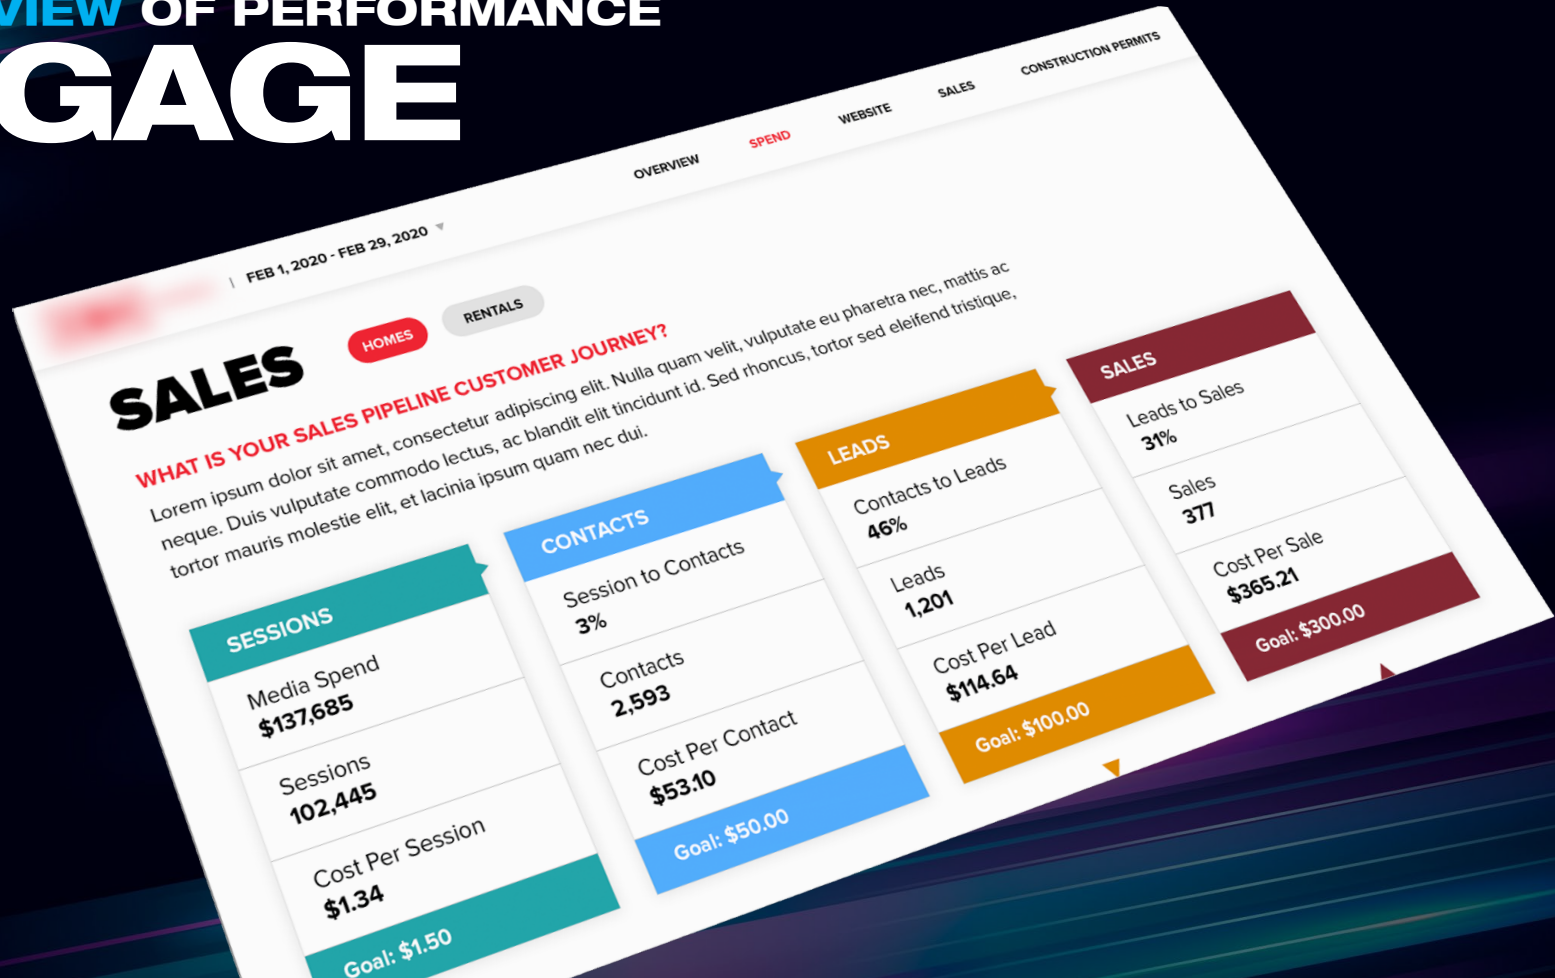 VIEW OF PERFORMANCE
GAGE
| FEB 1, 2020 - FEB 29, 2020
OVERVIEW SPEND WEBSITE SALES CONSTRUCTION PERMITS
SALES HOMES RENTALS
WHAT IS YOUR SALES PIPELINE CUSTOMER JOURNEY?
Lorem ipsum dolor sit amet, consectetur adipiscing elit. Nulla quam velit, vulputate eu pharetra nec, mattis ac
neque. Duis vulputate commodo lectus, ac blandit elit tincidunt id. Sed rhoncus, tortor sed eleifend tristique,
tortor mauris molestie elit, et lacinia ipsum quam nec dui.
SESSIONS
Media Spend
$137,685
Sessions
102,445
Cost Per Session
$1.34
Goal: $1.50
CONTACTS
Session to Contacts
3%
Contacts
2,593
Cost Per Contact
$53.10
Goal: $50.00
LEADS
Contacts to Leads
46%
Leads
1,201
Cost Per Lead
$114.64
Goal: $100.00
SALES
Leads to Sales
31%
Sales
377
Cost Per Sale
$365.21
Goal: $300.00